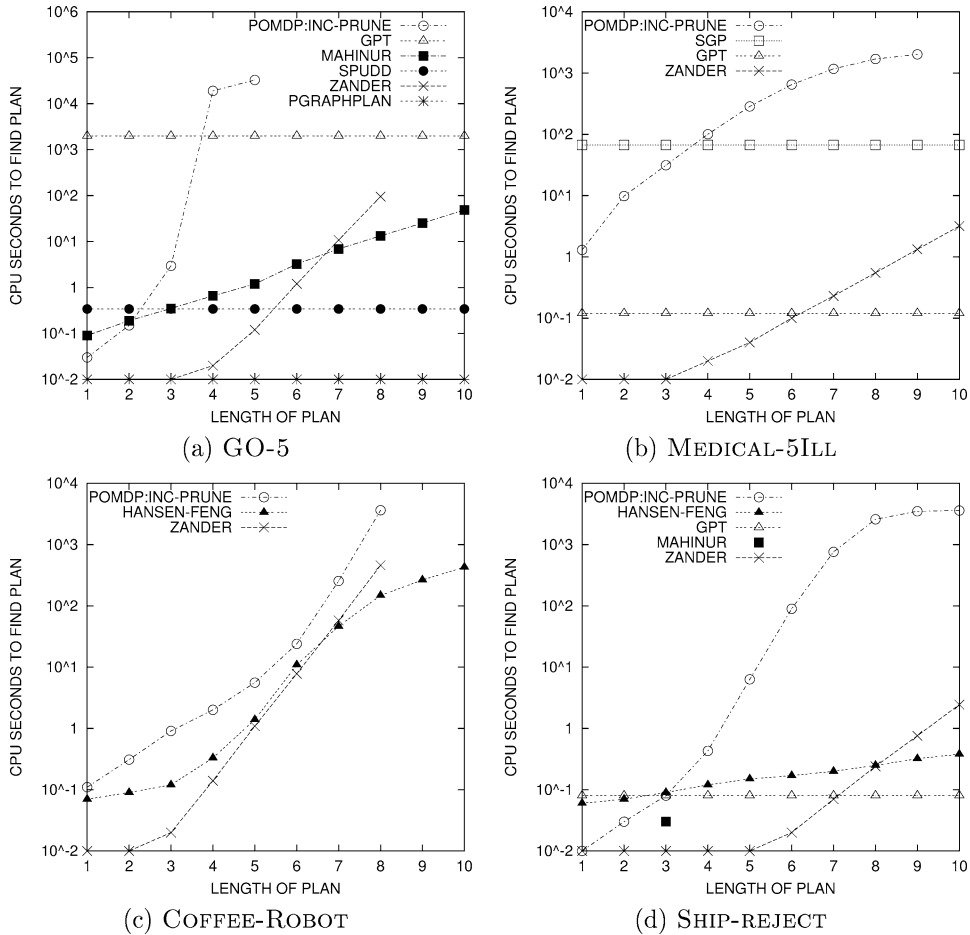 10^6
10^5
10^4
10^3
10^2
10^1
1
10^-1
10^-2
CPU SECONDS TO FIND PLAN
POMDP:INC-PRUNE
GPT
MAHINUR
SPUDD
ZANDER
PGRAPHPLAN
1 2 3 4 5 6 7 8 9 10
LENGTH OF PLAN
(a) GO-5
10^4
10^3
10^2
10^1
1
10^-1
10^-2
CPU SECONDS TO FIND PLAN
POMDP:INC-PRUNE
SGP
GPT
ZANDER
1 2 3 4 5 6 7 8 9 10
LENGTH OF PLAN
(b) MEDICAL-5ILL
10^4
10^3
10^2
10^1
1
10^-1
10^-2
CPU SECONDS TO FIND PLAN
POMDP:INC-PRUNE
HANSEN-FENG
ZANDER
1 2 3 4 5 6 7 8 9 10
LENGTH OF PLAN
(c) COFFEE-ROBOT
10^4
10^3
10^2
10^1
1
10^-1
10^-2
CPU SECONDS TO FIND PLAN
POMDP:INC-PRUNE
HANSEN-FENG
GPT
MAHINUR
ZANDER
1 2 3 4 5 6 7 8 9 10
LENGTH OF PLAN
(d) SHIP-REJECT